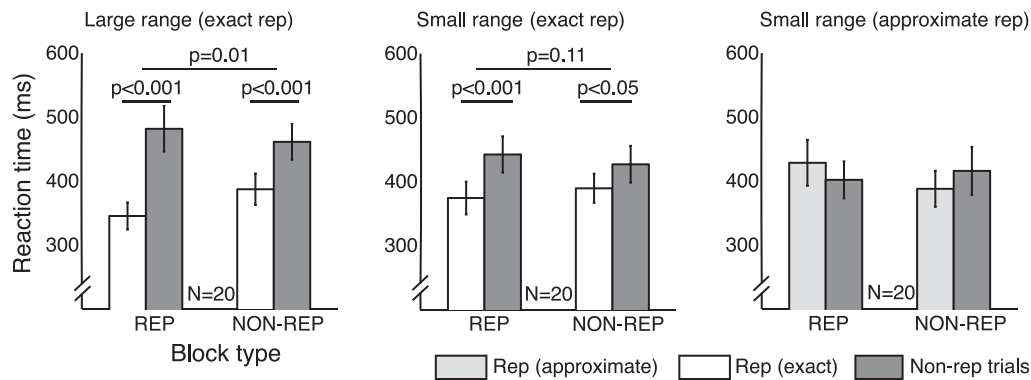 Large range (exact rep)
600
500
400
300
Reaction time (ms)
p=0.01
p<0.001
p<0.001
N=20
REP
NON-REP
Block type
Small range (exact rep)
600
500
400
300
p=0.11
p<0.001
p<0.05
N=20
REP
NON-REP
Small range (approximate rep)
600
500
400
300
N=20
REP
NON-REP
Rep (approximate)
Rep (exact)
Non-rep trials